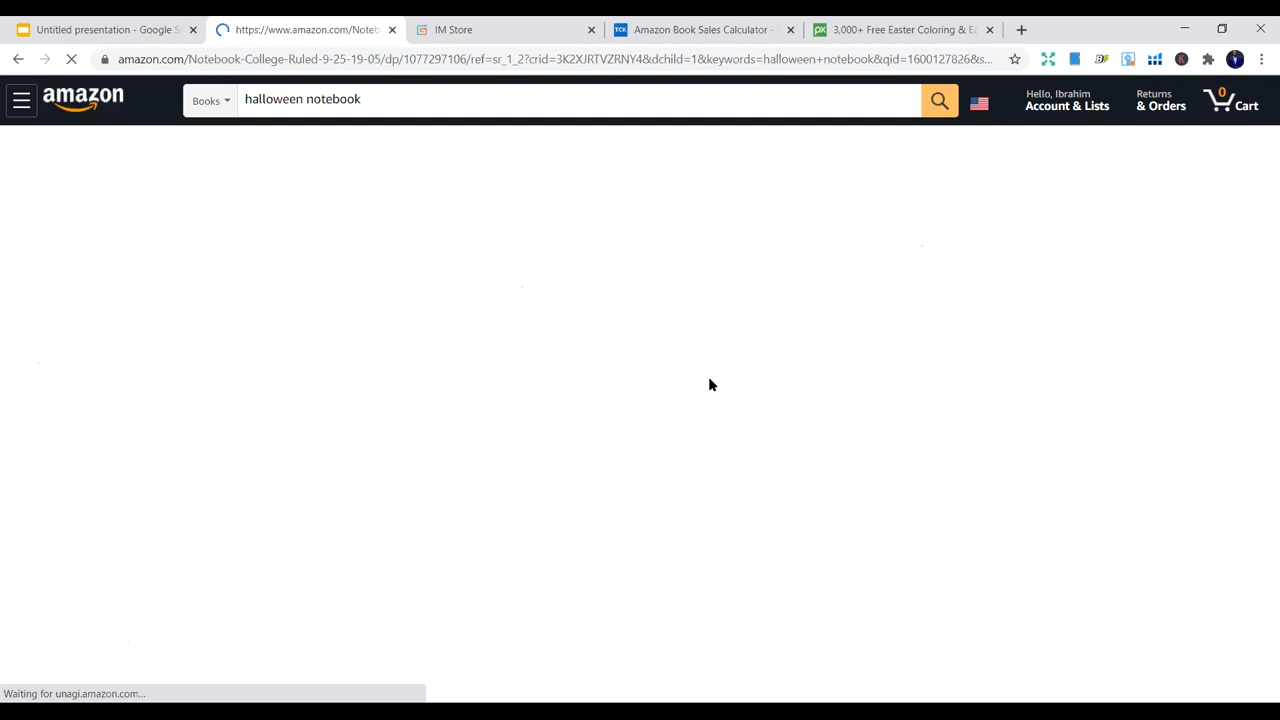 Untitled presentation - Google S
https://www.amazon.com/Noteb
IM Store
Amazon Book Sales Calculator -
3,000+ Free Easter Coloring & Ea
amazon.com/Notebook-College-Ruled-9-25-19-05/dp/1077297106/ref=sr_1_2?crid=3K2XJRTVZRNY4&dchild=1&keywords=halloween+notebook&qid=1600127826&s...
amazon
Books
halloween notebook
Hello, Ibrahim
Account & Lists
Returns
& Orders
0
Cart
Waiting for unagi.amazon.com...